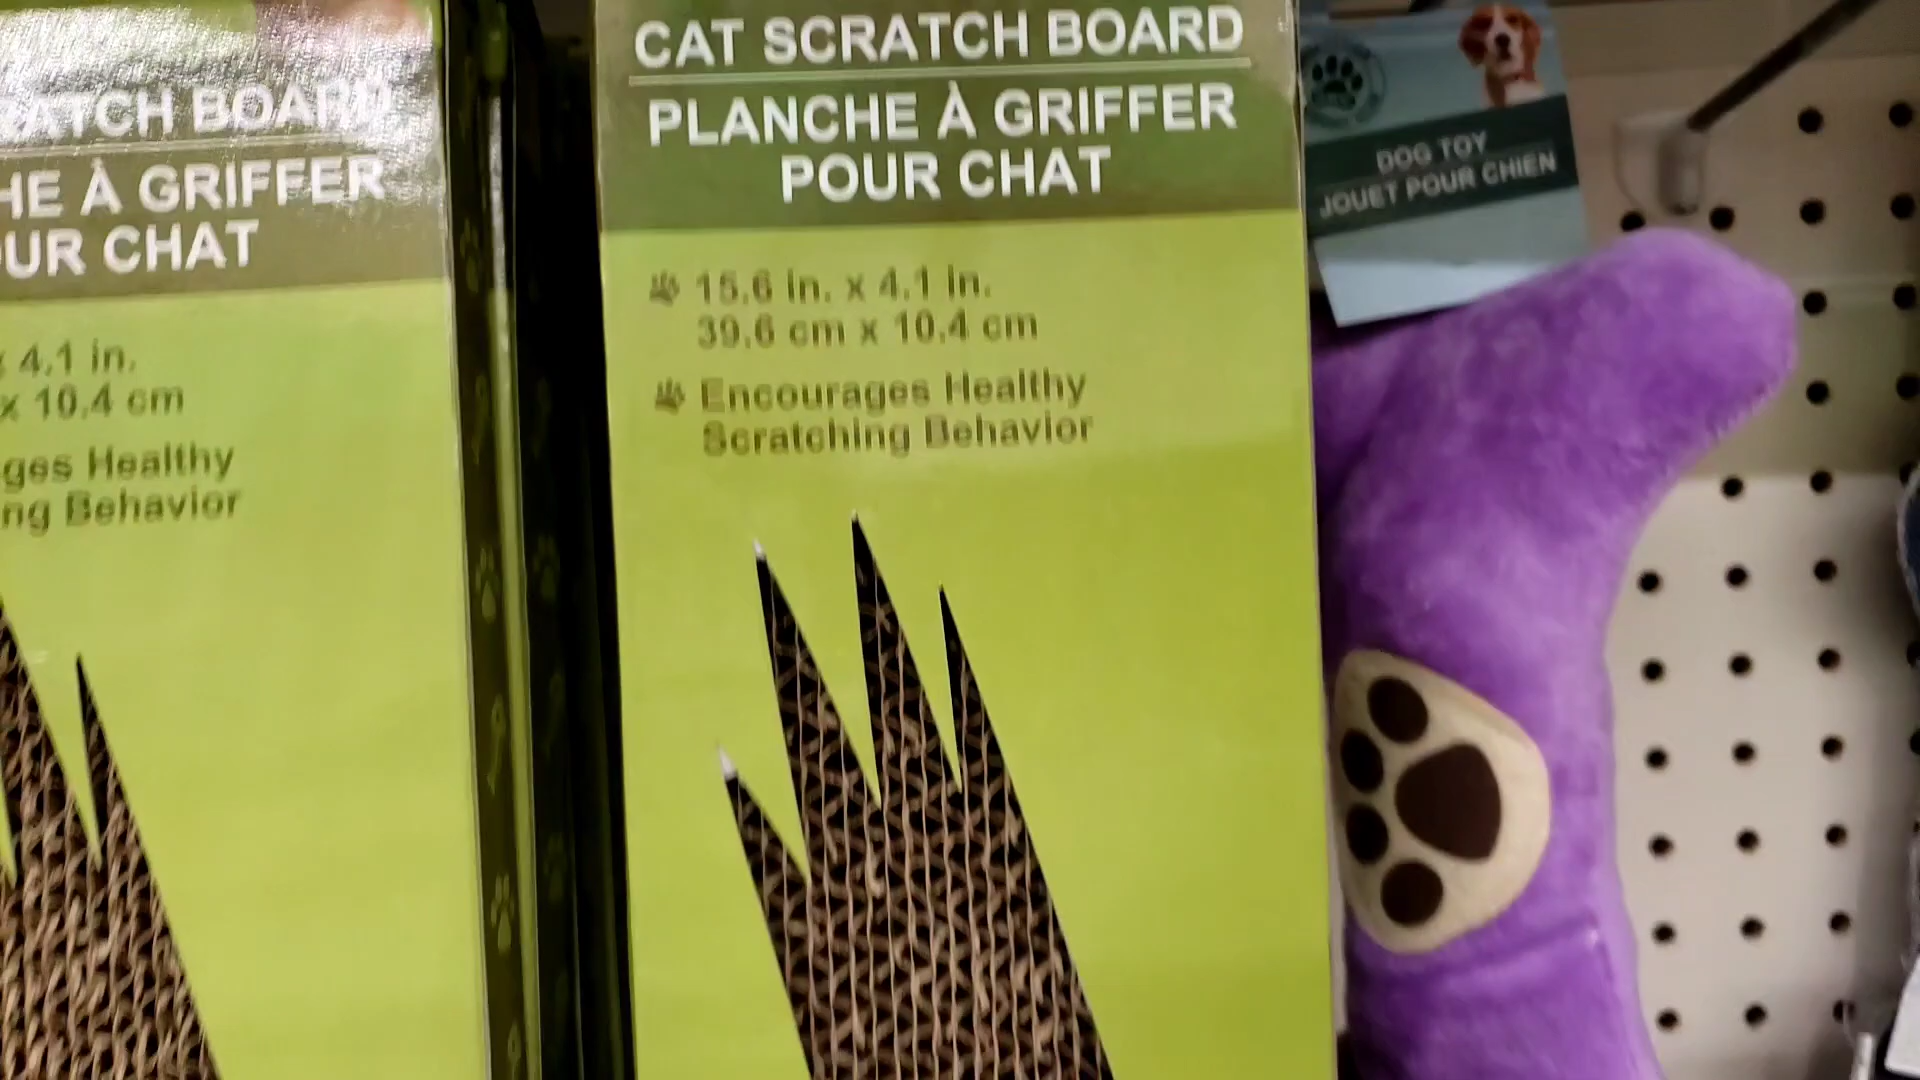 RATCH BOARD
HE À GRIFFER
OUR CHAT
4.1 in.
x 10.4 cm
ges Healthy
ng Behavior
CAT SCRATCH BOARD
PLANCHE À GRIFFER
POUR CHAT
15.6 in. x 4.1 in.
39.6 cm x 10.4 cm
Encourages Healthy
Scratching Behavior
DOG TOY
JOUET POUR CHIEN